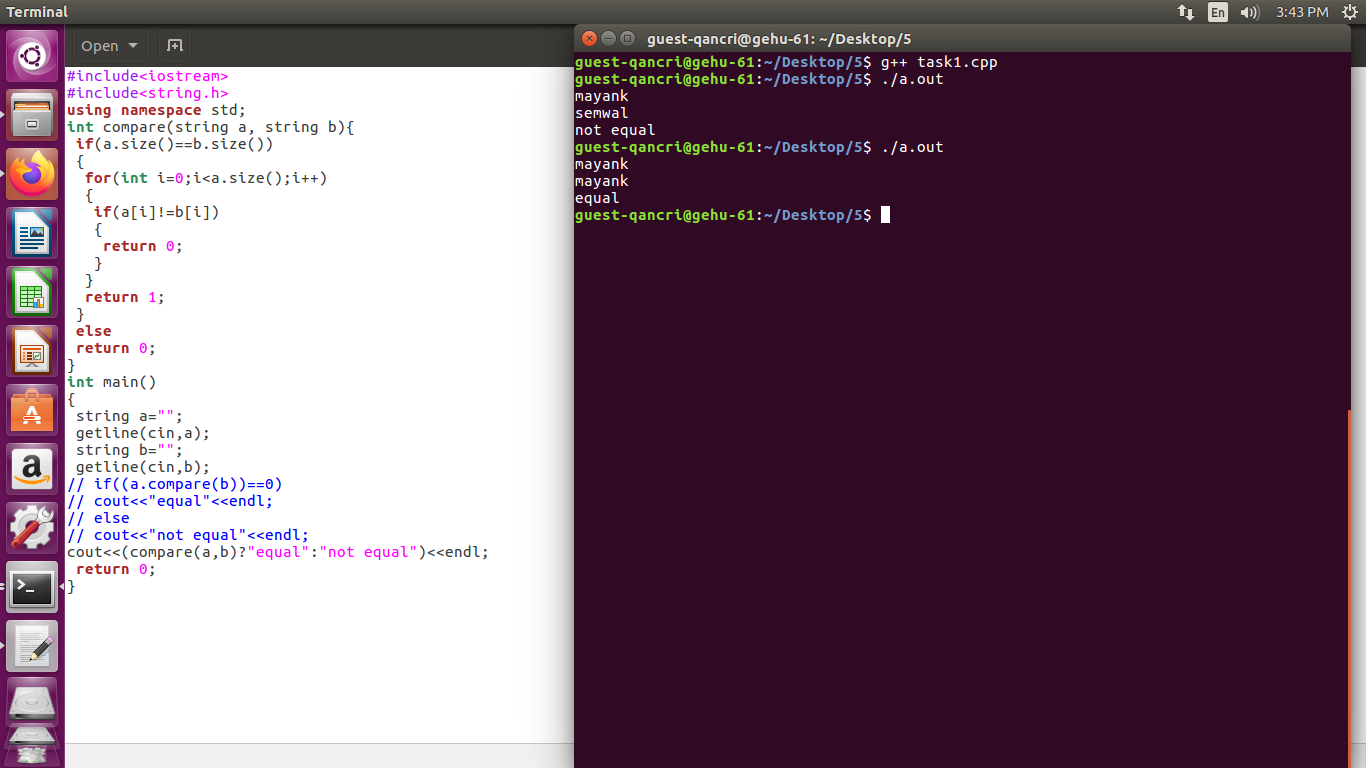 Terminal
En
3:43 PM
Open
guest-qancri@gehu-61: ~/Desktop/5
#include<iostream>
#include<string.h>
using namespace std;
int compare(string a, string b){
 if(a.size()==b.size())
 {
  for(int i=0;i<a.size();i++)
  {
   if(a[i]!=b[i])
   {
    return 0;
   }
  }
  return 1;
 }
 else
 return 0;
}
int main()
{
 string a="";
 getline(cin,a);
 string b="";
 getline(cin,b);
// if((a.compare(b))==0)
// cout<<"equal"<<endl;
// else
// cout<<"not equal"<<endl;
cout<<(compare(a,b)?"equal":"not equal")<<endl;
 return 0;
}
guest-qancri@gehu-61:~/Desktop/5$ g++ task1.cpp
guest-qancri@gehu-61:~/Desktop/5$ ./a.out
mayank
semwal
not equal
guest-qancri@gehu-61:~/Desktop/5$ ./a.out
mayank
mayank
equal
guest-qancri@gehu-61:~/Desktop/5$